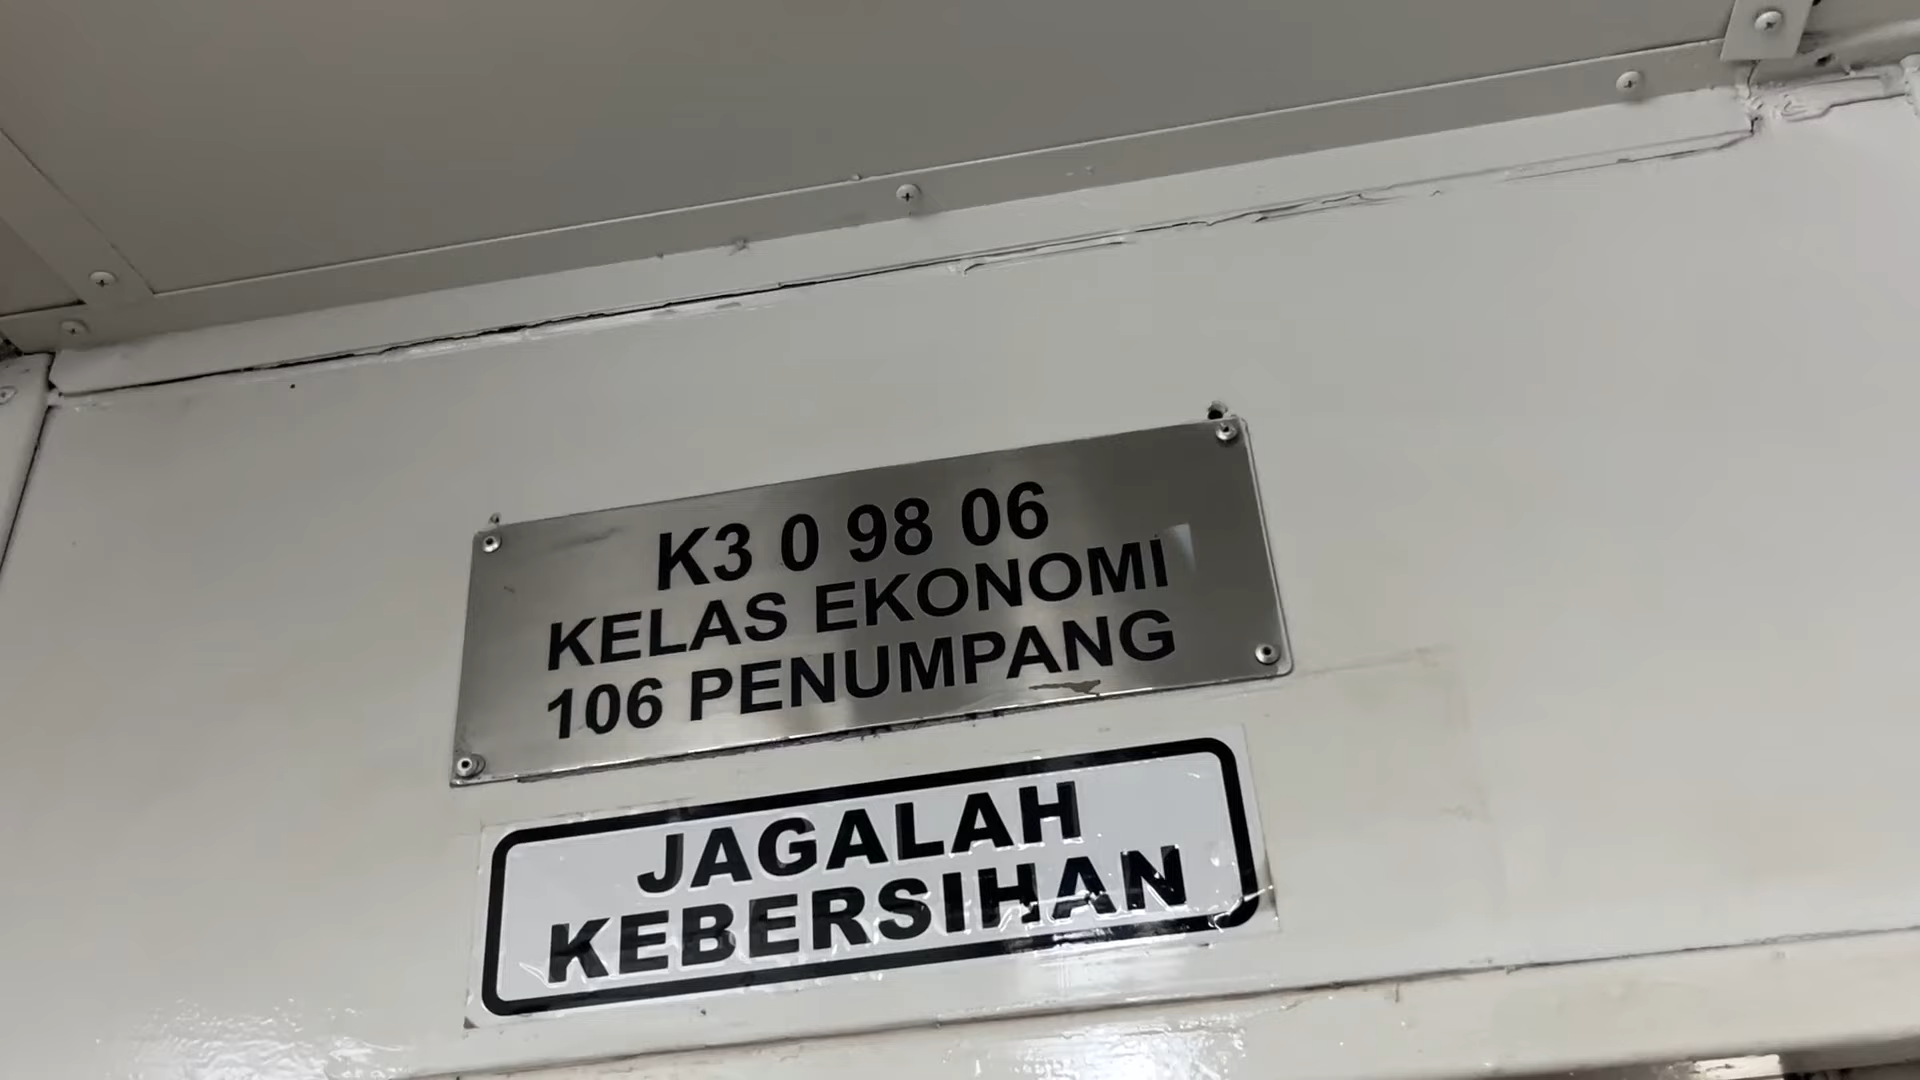 K3 0 98 06
KELAS EKONOMI
106 PENUMPANG
JAGALAH
KEBERSIHAN